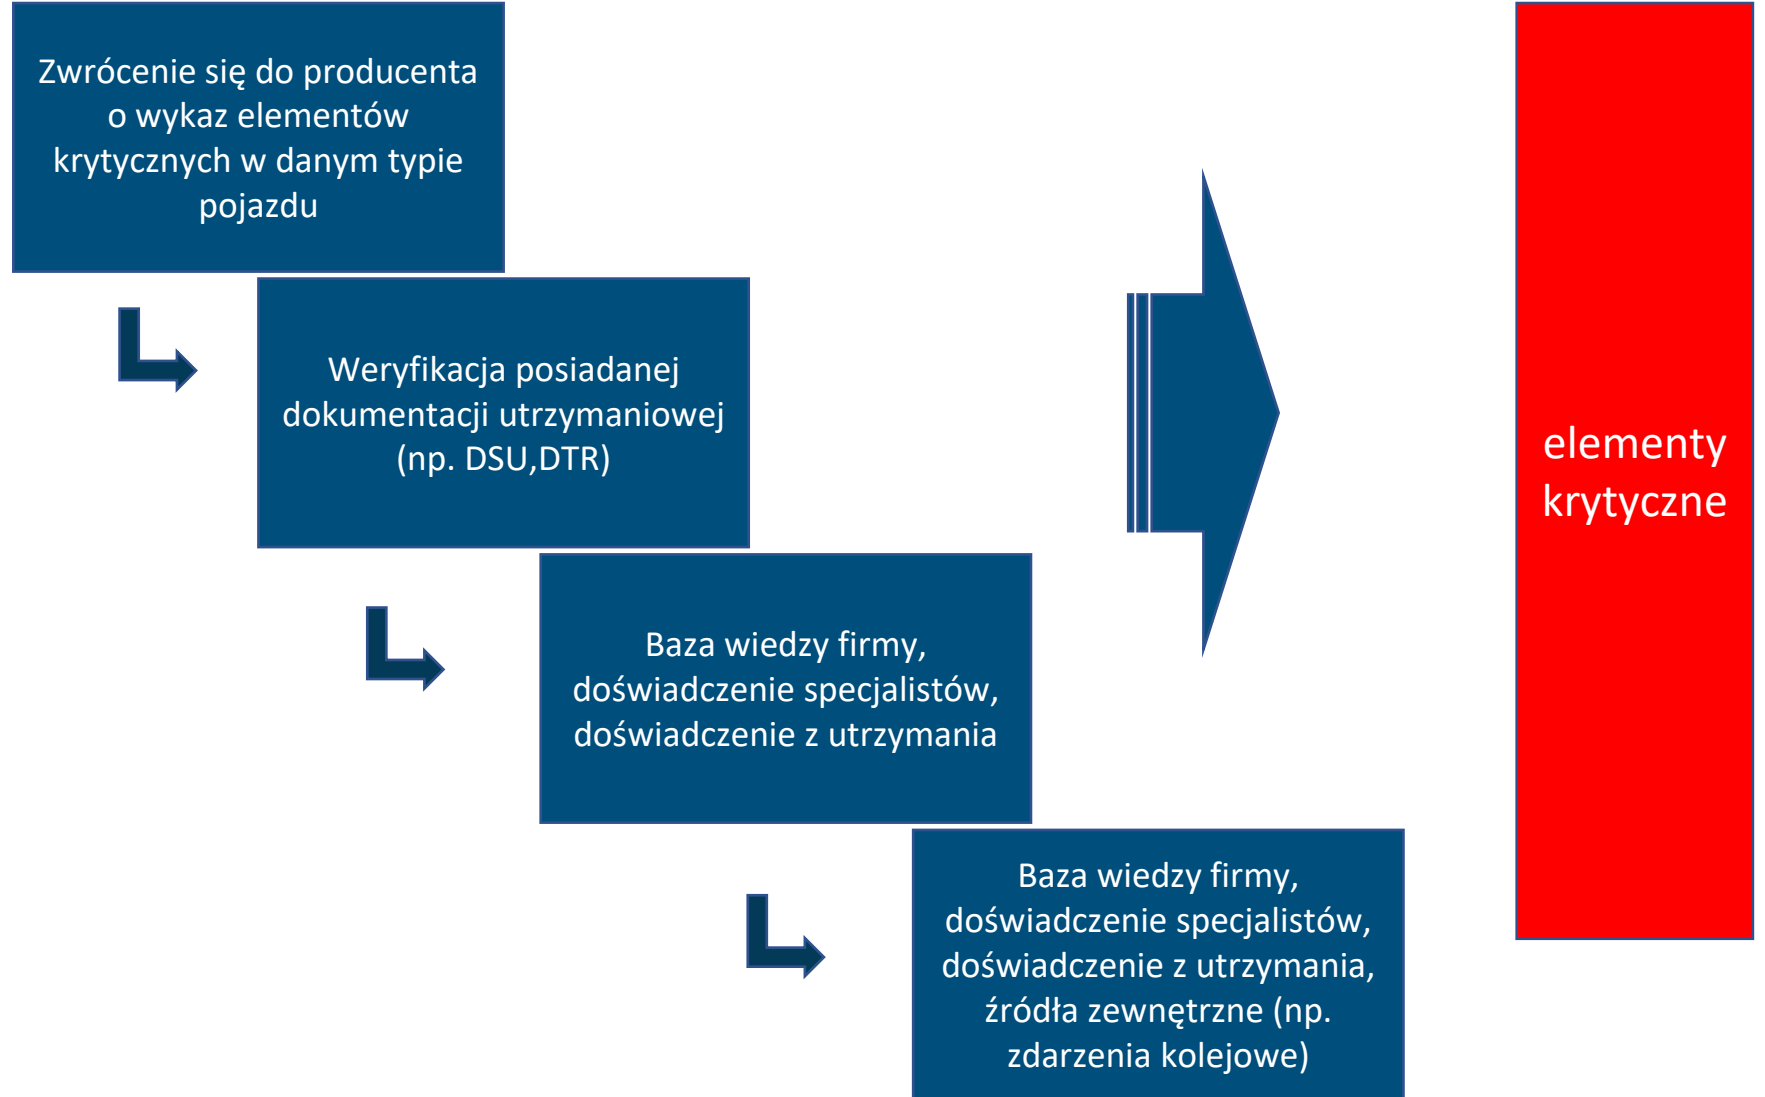 Zwrócenie się do producenta
o wykaz elementów
krytycznych w danym typie
pojazdu
Weryfikacja posiadanej
dokumentacji utrzymaniowej
(np. DSU,DTR)
Baza wiedzy firmy,
doświadczenie specjalistów,
doświadczenie z utrzymania
Baza wiedzy firmy,
doświadczenie specjalistów,
doświadczenie z utrzymania,
źródła zewnętrzne (np.
zdarzenia kolejowe)
elementy
krytyczne